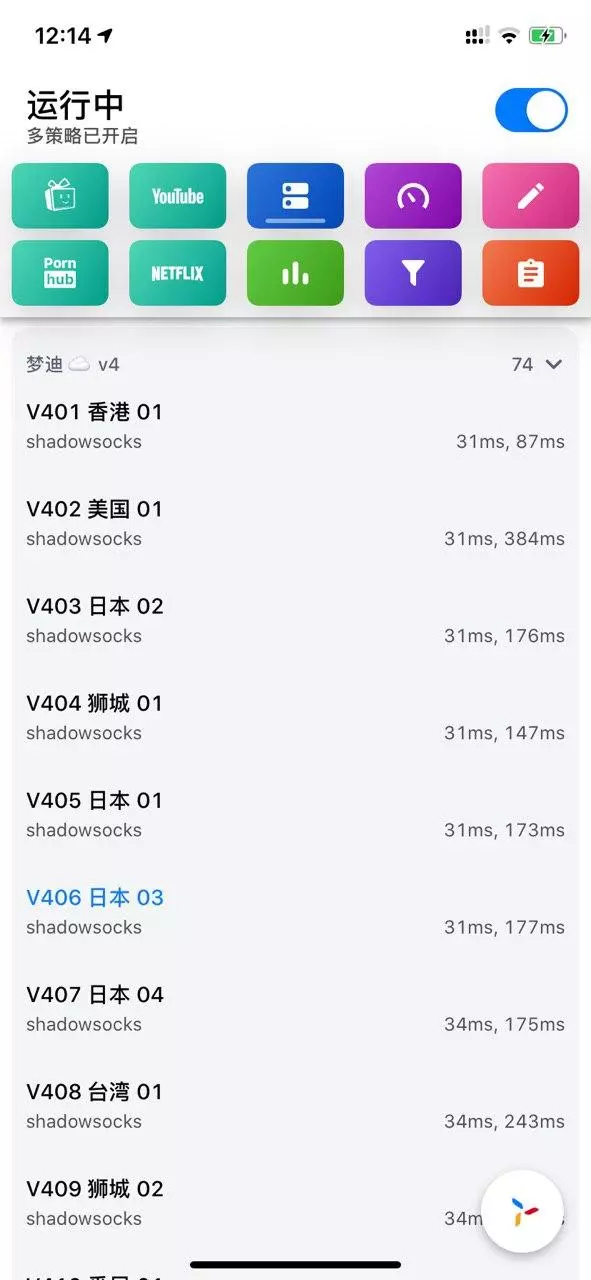 12:14
运行中
多策略已开启
YouTube
Porn
hub
NETFLIX
梦迪 ☁️ v4 74
V401 香港 01
shadowsocks 31ms, 87ms
V402 美国 01
shadowsocks 31ms, 384ms
V403 日本 02
shadowsocks 31ms, 176ms
V404 狮城 01
shadowsocks 31ms, 147ms
V405 日本 01
shadowsocks 31ms, 173ms
V406 日本 03
shadowsocks 31ms, 177ms
V407 日本 04
shadowsocks 34ms, 175ms
V408 台湾 01
shadowsocks 34ms, 243ms
V409 狮城 02
shadowsocks